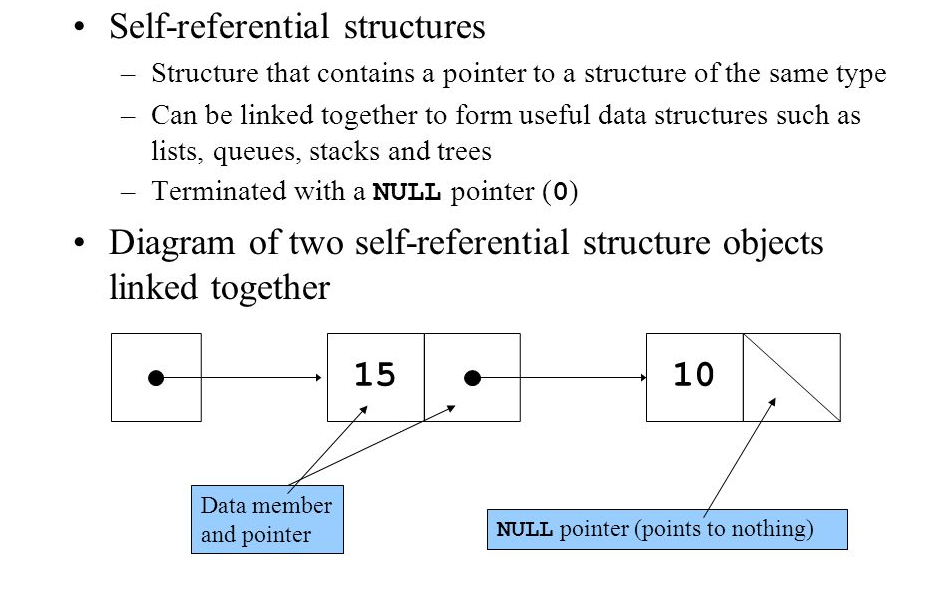 • Self-referential structures
– Structure that contains a pointer to a structure of the same type
– Can be linked together to form useful data structures such as
lists, queues, stacks and trees
– Terminated with a NULL pointer (0)
• Diagram of two self-referential structure objects
linked together
15
10
Data member
and pointer
NULL pointer (points to nothing)